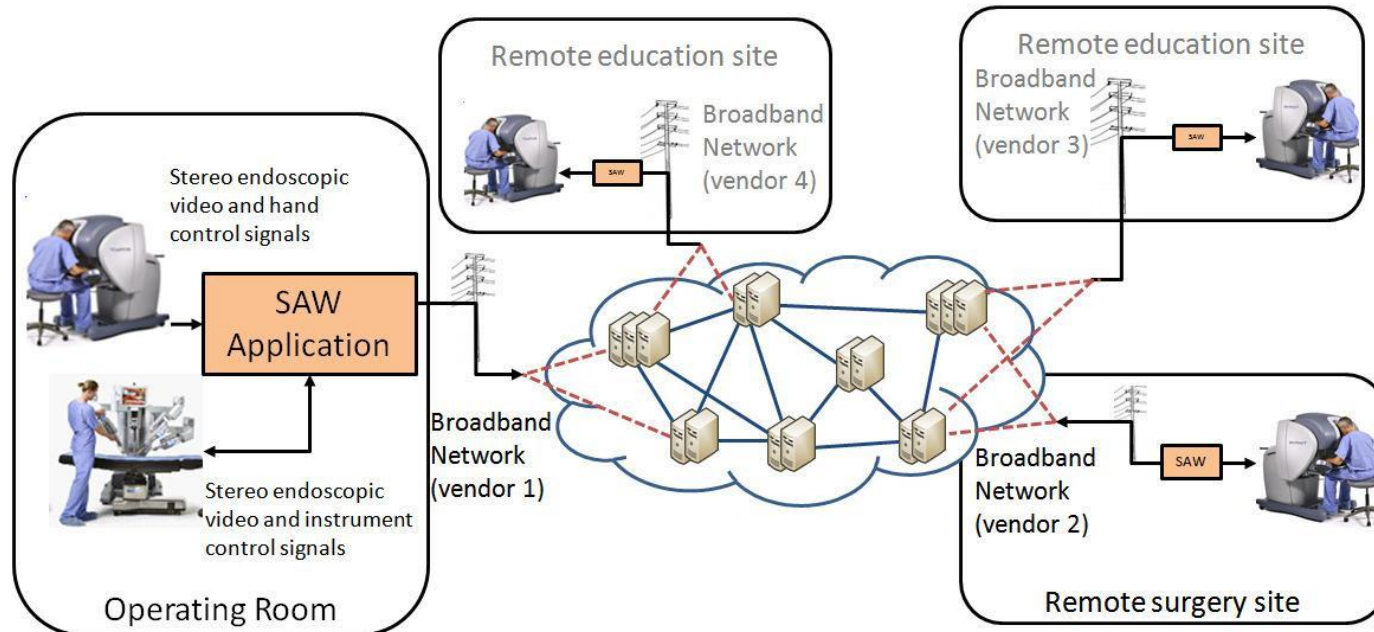 Remote education site
Broadband
Network
(vendor 4)
SAW
Remote education site
Broadband
Network
(vendor 3)
SAW
Stereo endoscopic
video and hand
control signals
SAW
Application
Stereo endoscopic
video and instrument
control signals
Operating Room
Broadband
Network
(vendor 1)
Broadband
Network
(vendor 2)
SAW
Remote surgery site